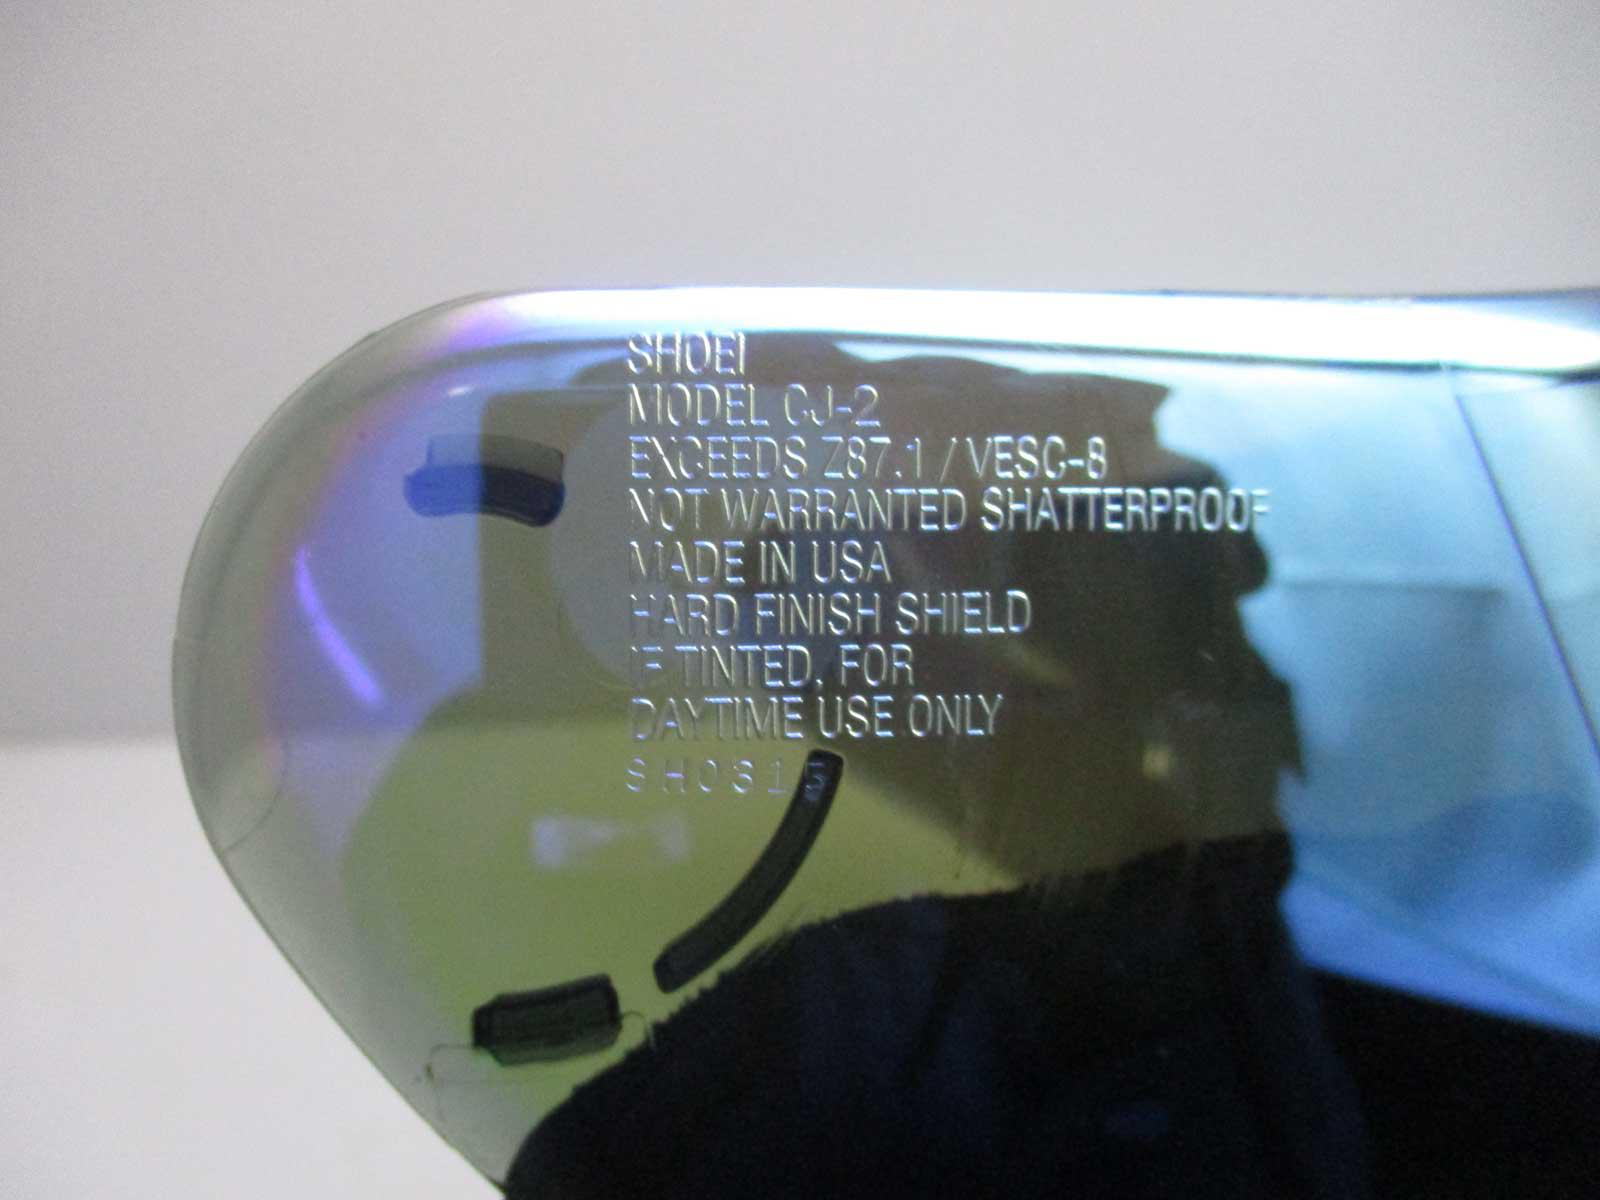 SHOEI
MODEL CJ-2
EXCEEDS Z87.1 / VESC-8
NOT WARRANTED SHATTERPROOF
MADE IN USA
HARD FINISH SHIELD
IF TINTED, FOR
DAYTIME USE ONLY